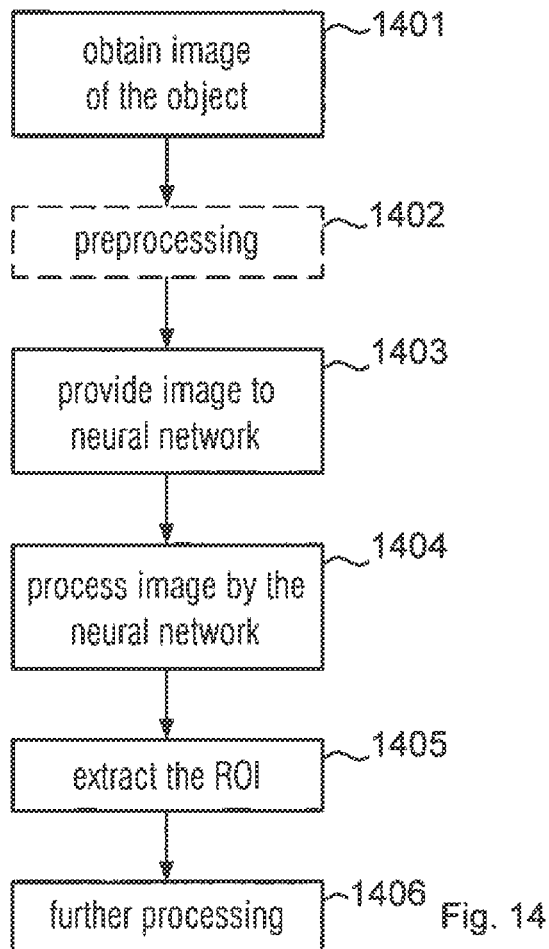 1401
obtain image
of the object
1402
preprocessing
1403
provide image to
neural network
1404
process image by the
neural network
1405
extract the ROI
1406
further processing
Fig. 14